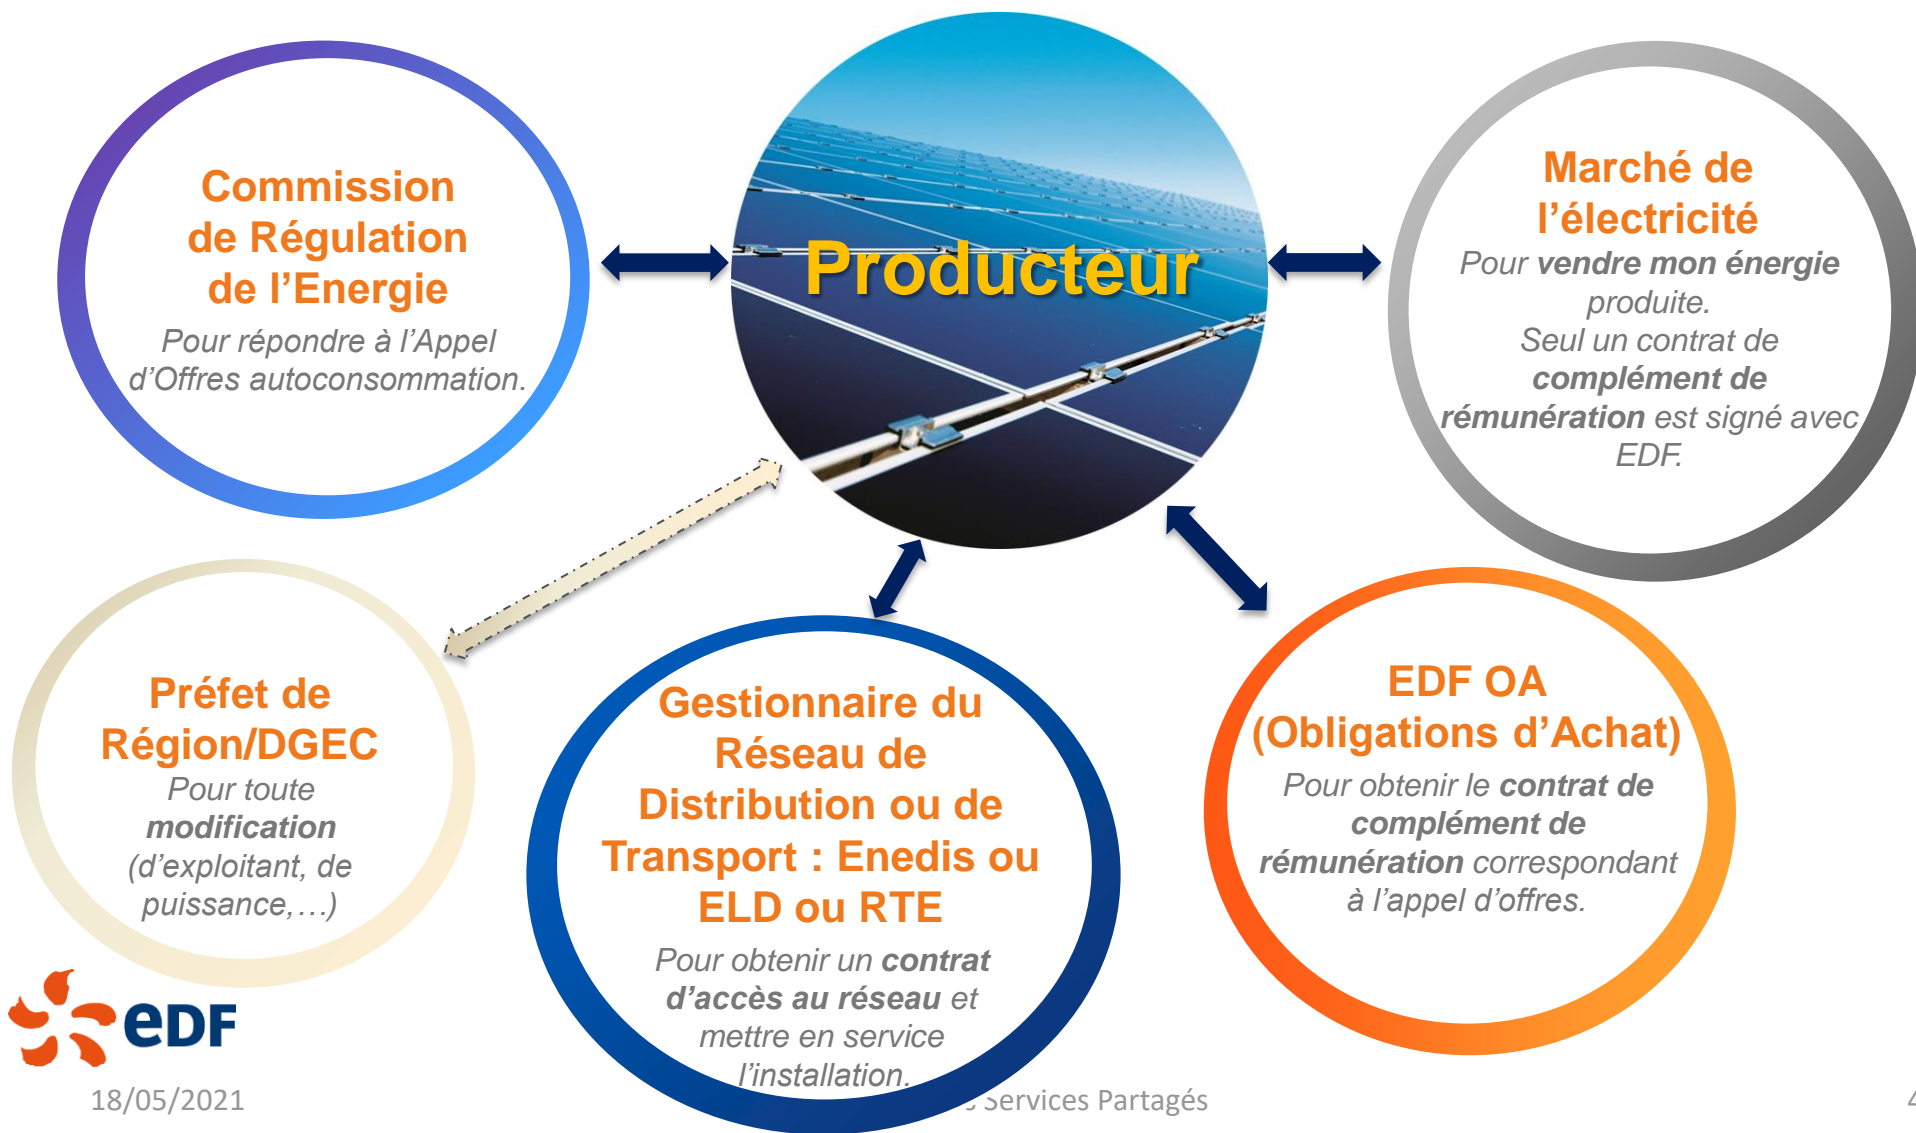 Commission
de Régulation
de l’Energie
Pour répondre à l’Appel
d’Offres autoconsommation.
Producteur
Marché de
l’électricité
Pour vendre mon énergie
produite.
Seul un contrat de
complément de
rémunération est signé avec
EDF.
Préfet de
Région/DGEC
Pour toute
modification
(d’exploitant, de
puissance,…)
Gestionnaire du
Réseau de
Distribution ou de
Transport : Enedis ou
ELD ou RTE
Pour obtenir un contrat
d’accès au réseau et
mettre en service
l’installation.
EDF OA
(Obligations d’Achat)
Pour obtenir le contrat de
complément de
rémunération correspondant
à l’appel d’offres.
eDF
18/05/2021
Services Partagés
4